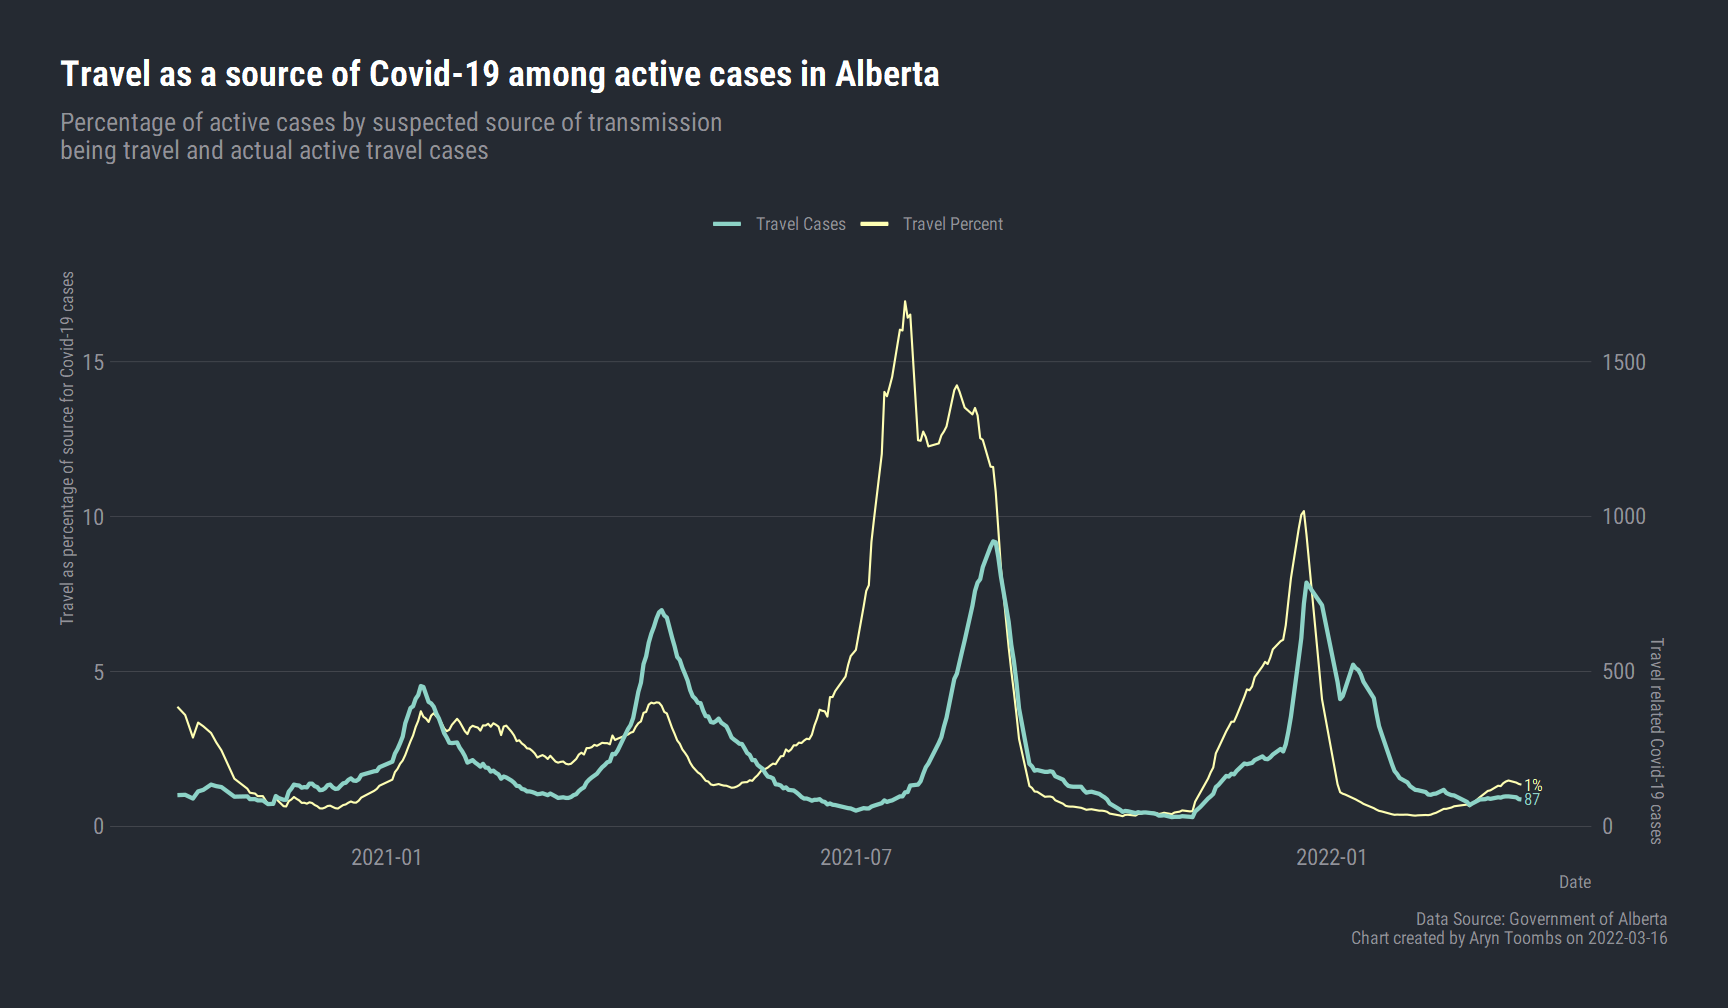 Travel as a source of Covid-19 among active cases in Alberta
Percentage of active cases by suspected source of transmission
being travel and actual active travel cases
Travel Cases
Travel Percent
Travel as percentage of source for Covid-19 cases
15
10
5
0
1500
1000
500
0
Travel related Covid-19 cases
1%
87
2021-01
2021-07
2022-01
Date
Data Source: Government of Alberta
Chart created by Aryn Toombs on 2022-03-16